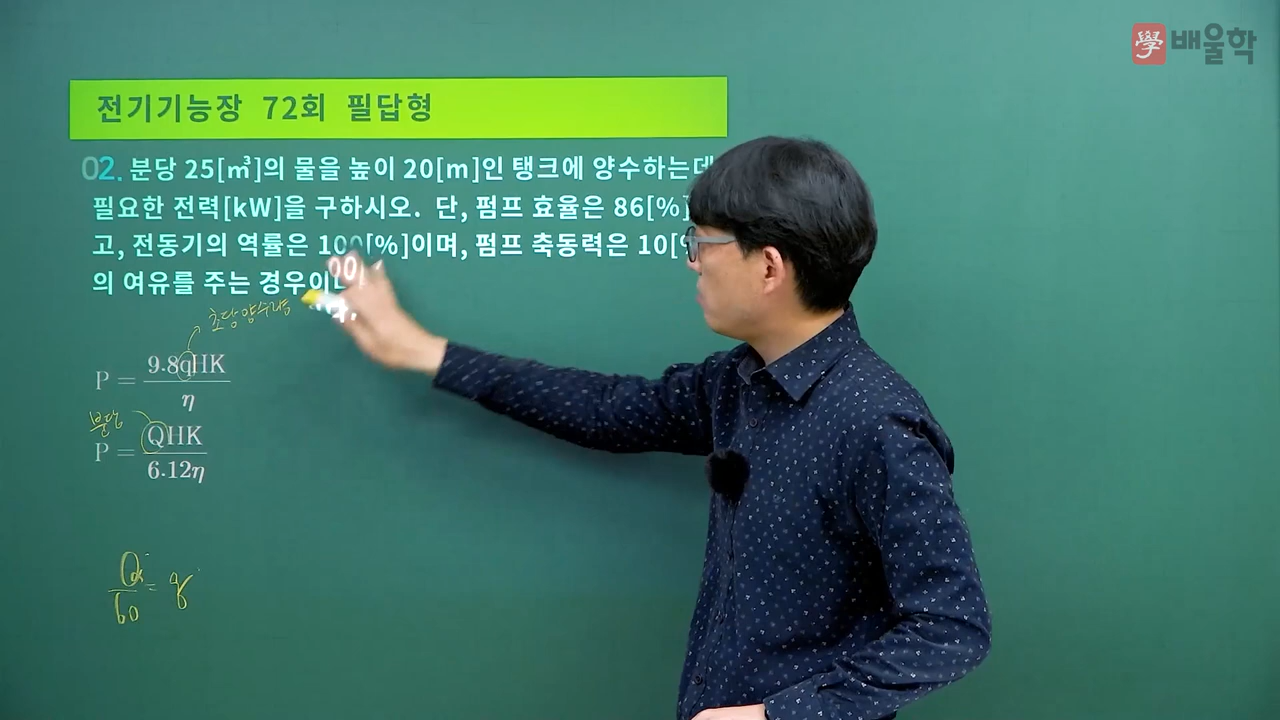 學 배울학
전기기능장 72회 필답형
02. 분당 25[㎥]의 물을 높이 20[m]인 탱크에 양수하는데
필요한 전력[kW]을 구하시오. 단, 펌프 효율은 86[%]
고, 전동기의 역률은 100[%]이며, 펌프 축동력은 10[%
의 여유를 주는 경우이다.
초당양수량
P = 9.8qHK / η
분당
P = QHK / 6.12η
Q / 60 = q